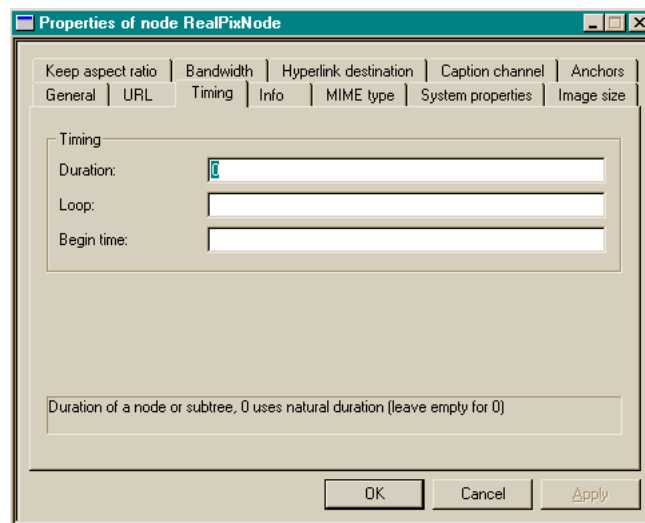 Properties of node RealPixNode
Keep aspect ratio Bandwidth Hyperlink destination Caption channel Anchors
General URL Timing Info MIME type System properties Image size
Timing
Duration: 0
Loop:
Begin time:
Duration of a node or subtree, 0 uses natural duration (leave empty for 0)
OK Cancel Apply